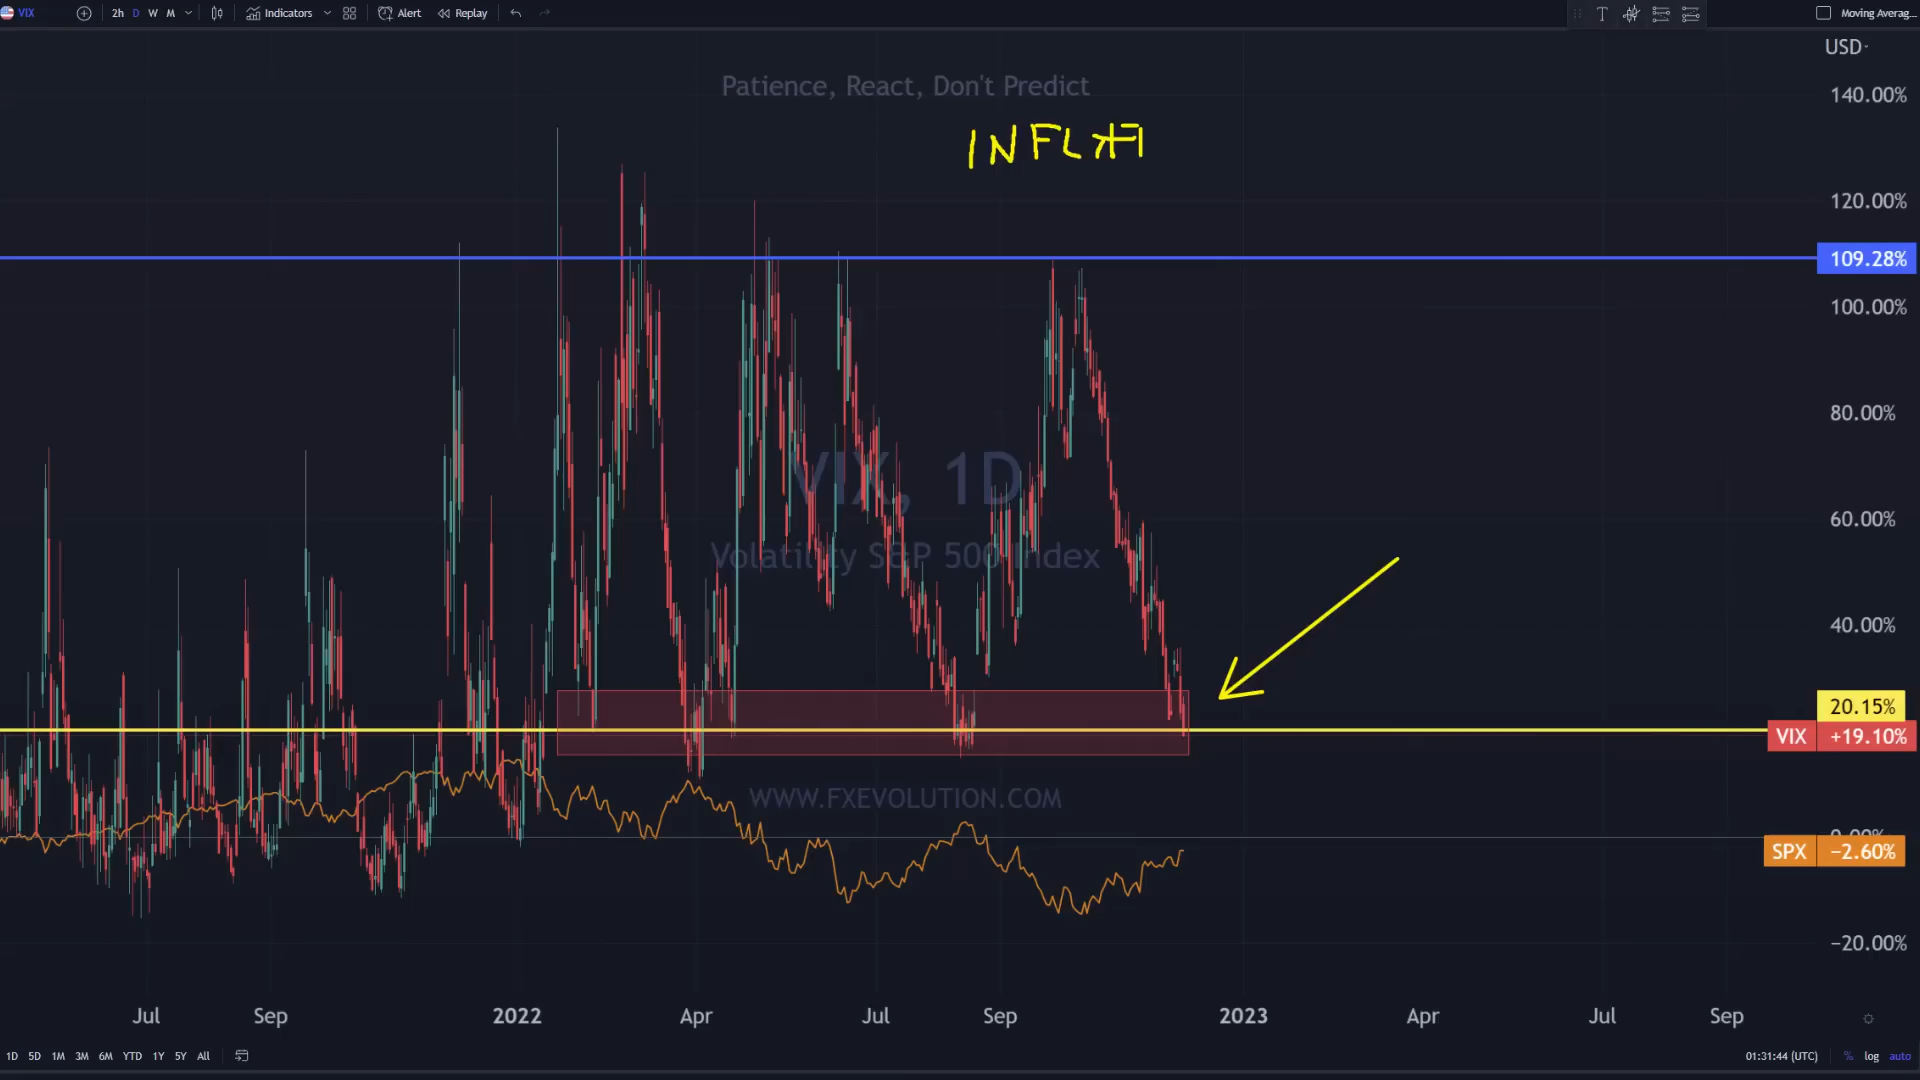 VIX 2h D W M Indicators Alert Replay T Moving Averag...
USD
Patience, React, Don't Predict
140.00%
120.00%
109.28%
100.00%
80.00%
VIX, 1D
60.00%
Volatility S&P 500 Index
40.00%
20.15%
VIX +19.10%
WWW.FXEVOLUTION.COM
0.00%
SPX −2.60%
−20.00%
Jul Sep 2022 Apr Jul Sep 2023 Apr Jul Sep
1D 5D 1M 3M 6M YTD 1Y 5Y All 01:31:44 (UTC) % log auto